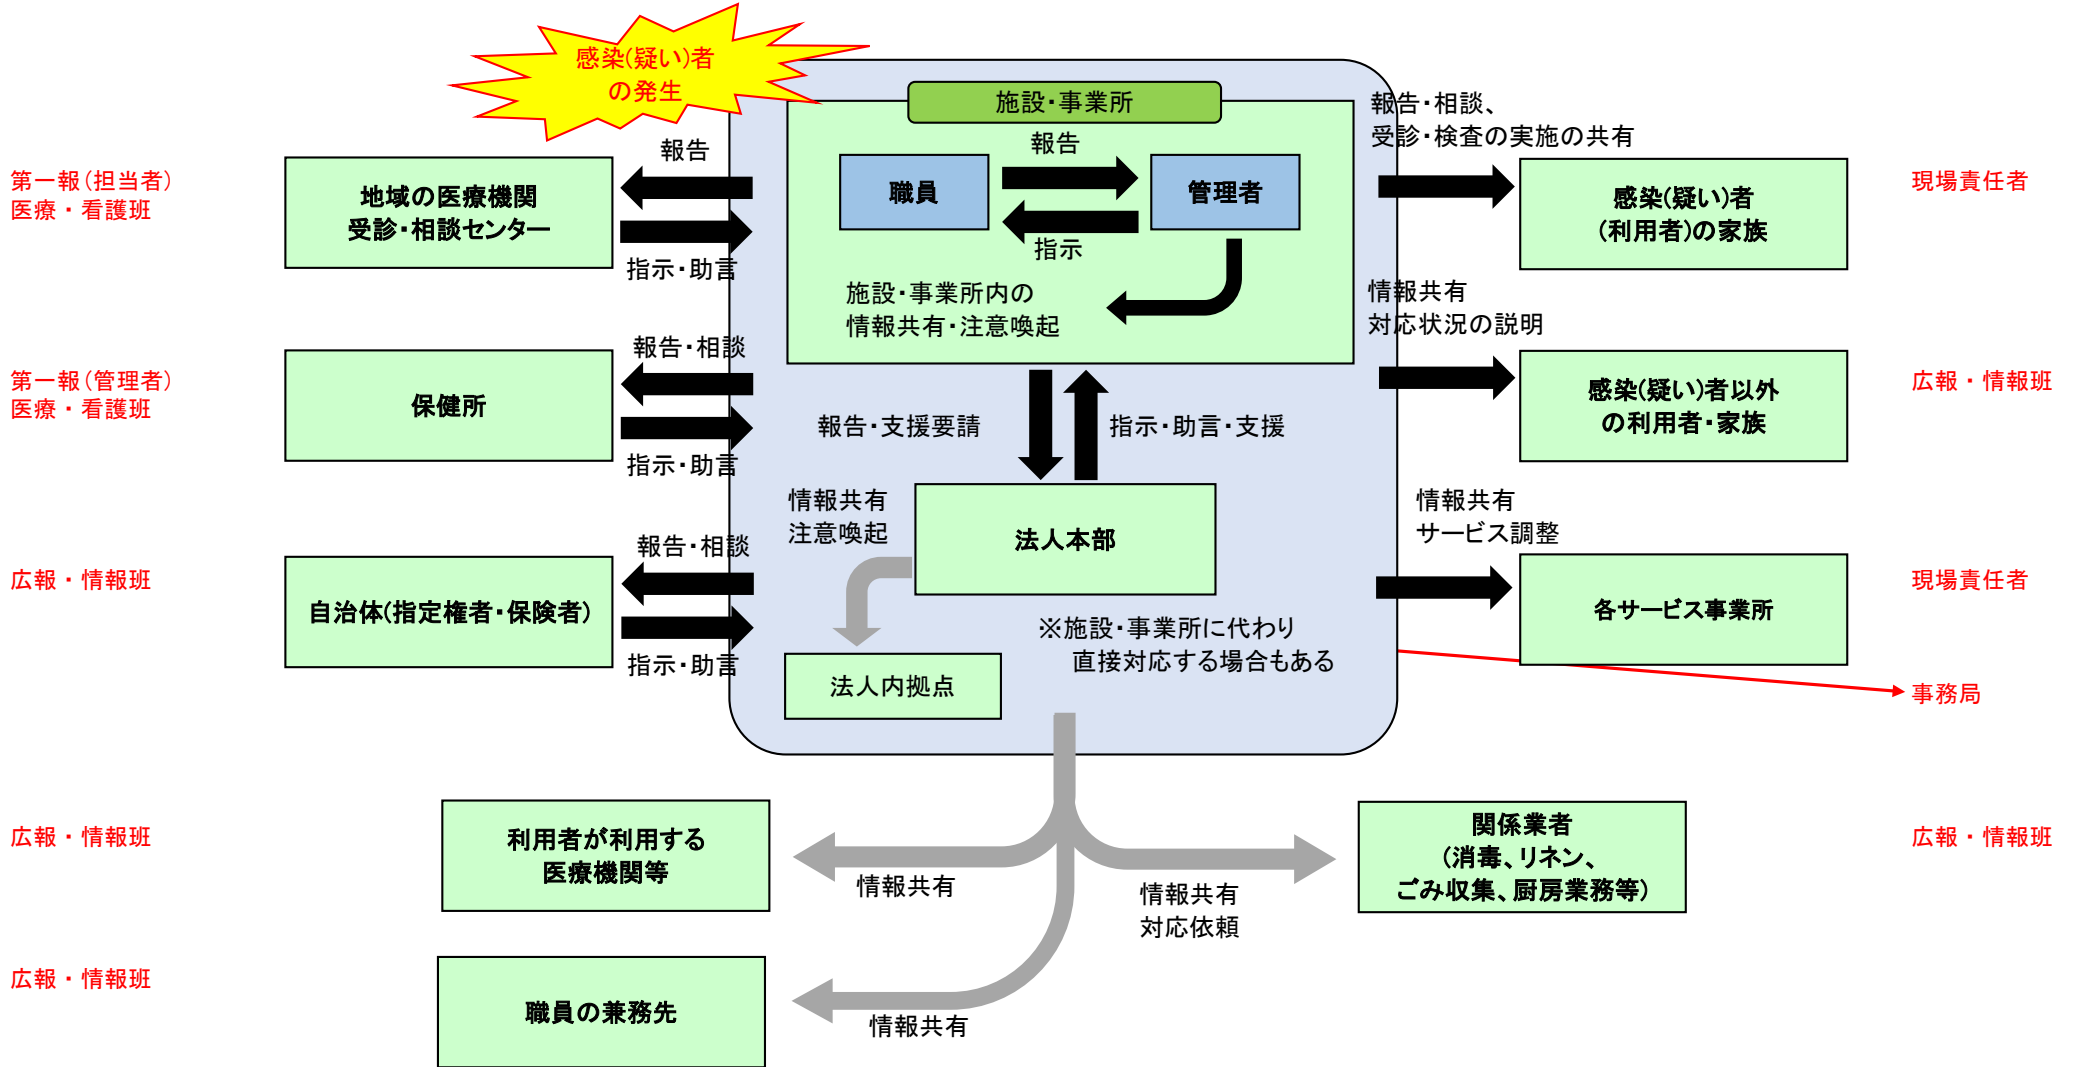 感染(疑い)者
の発生
施設・事業所
報告・相談、
受診・検査の実施の共有
報告
報告
第一報（担当者）
医療・看護班
地域の医療機関
受診・相談センター
職員
管理者
感染(疑い)者
(利用者)の家族
現場責任者
指示
指示・助言
施設・事業所内の
情報共有・注意喚起
情報共有
対応状況の説明
報告・相談
第一報（管理者）
医療・看護班
保健所
感染(疑い)者以外
の利用者・家族
広報・情報班
報告・支援要請
指示・助言・支援
指示・助言
情報共有
注意喚起
情報共有
サービス調整
報告・相談
法人本部
広報・情報班
自治体(指定権者・保険者)
各サービス事業所
現場責任者
指示・助言
※施設・事業所に代わり
直接対応する場合もある
法人内拠点
事務局
広報・情報班
利用者が利用する
医療機関等
情報共有
情報共有
対応依頼
関係業者
(消毒、リネン、
ごみ収集、厨房業務等)
広報・情報班
広報・情報班
職員の兼務先
情報共有